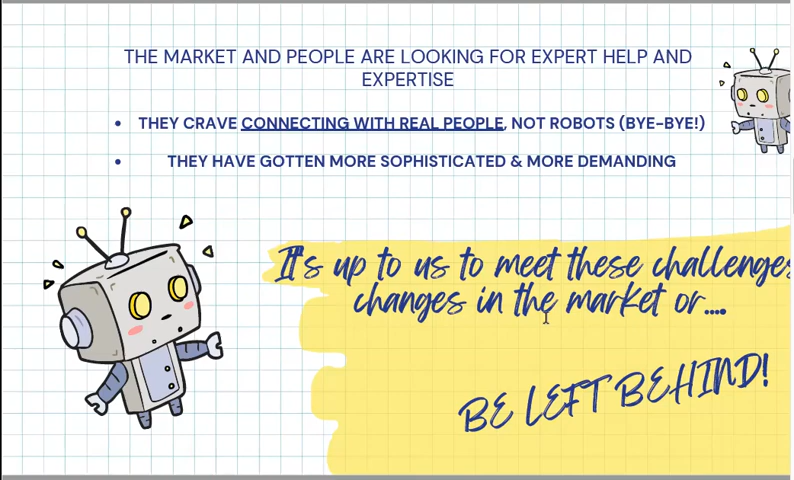 THE MARKET AND PEOPLE ARE LOOKING FOR EXPERT HELP AND
EXPERTISE
• THEY CRAVE CONNECTING WITH REAL PEOPLE, NOT ROBOTS (BYE-BYE!)
• THEY HAVE GOTTEN MORE SOPHISTICATED & MORE DEMANDING
It's up to us to meet these challenges
changes in the market or....
BE LEFT BEHIND!